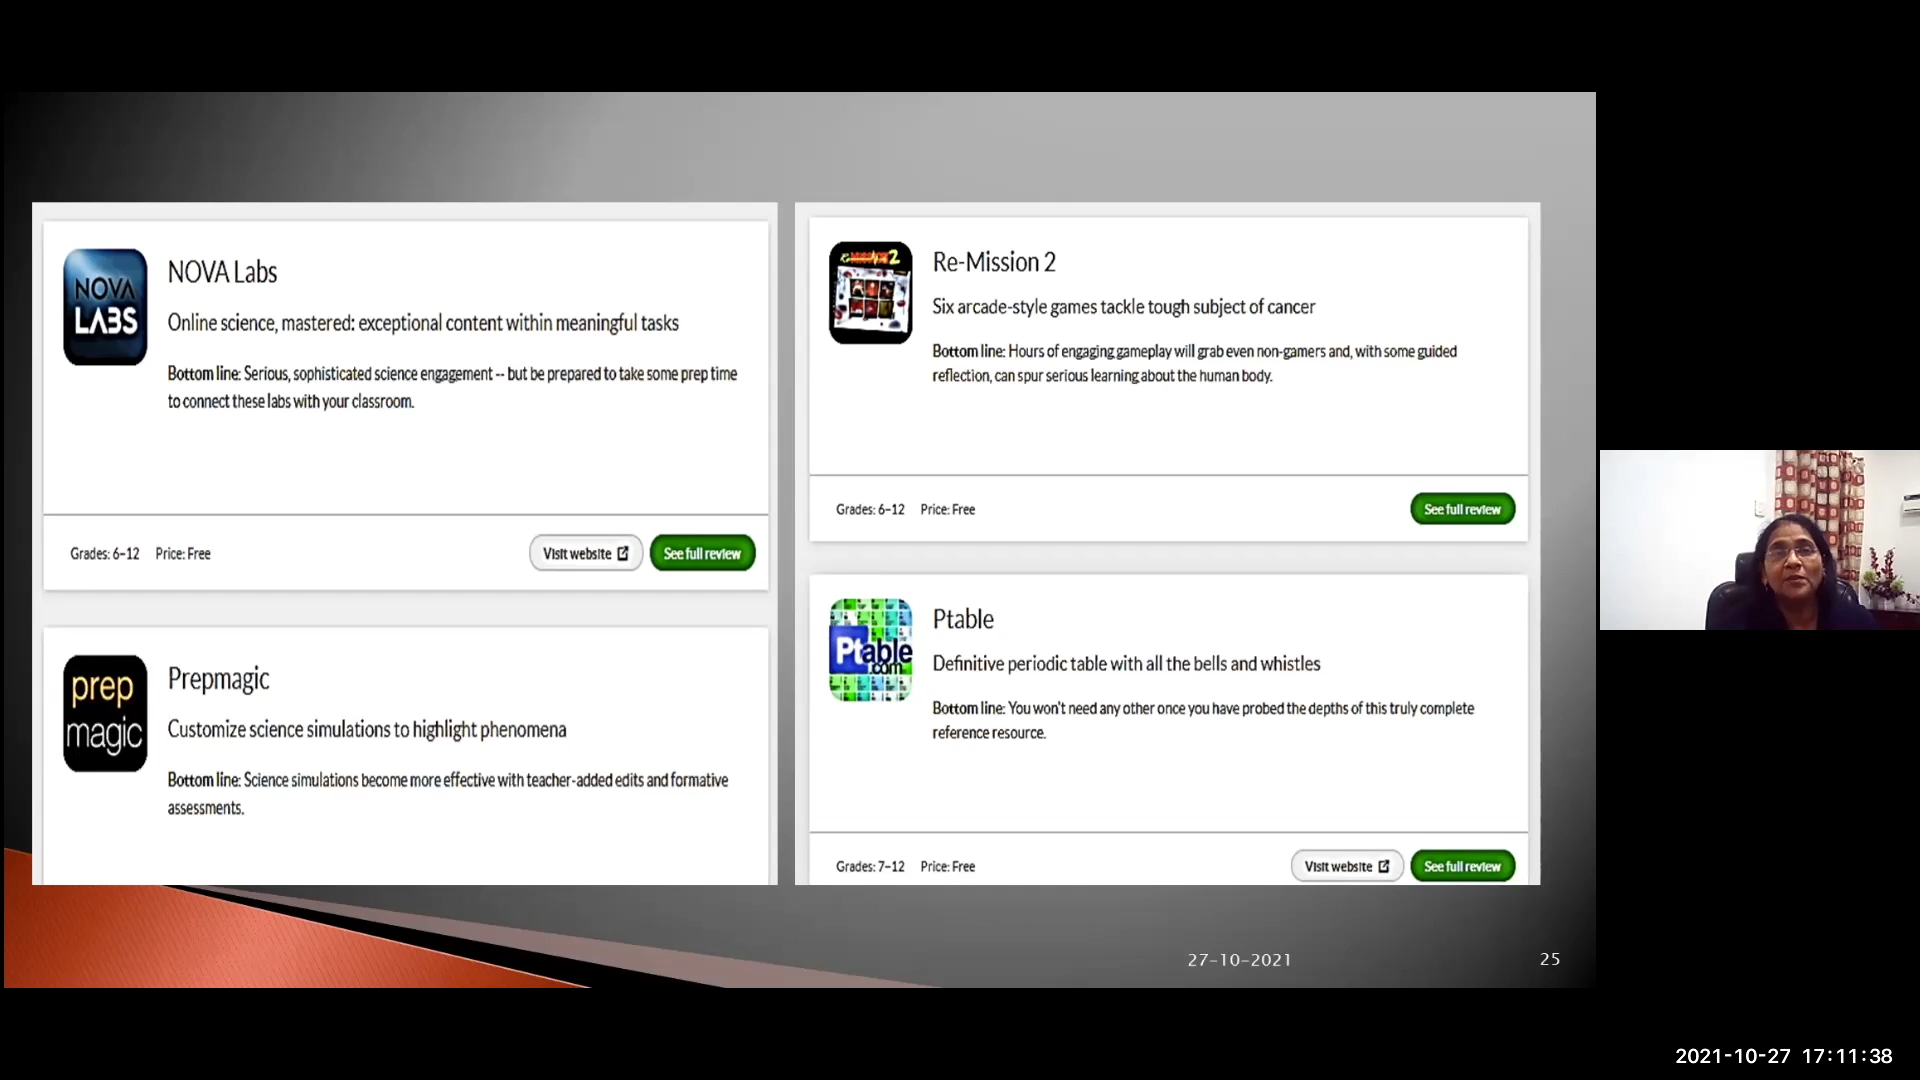 NOVA
LABS
NOVA Labs
Online science, mastered: exceptional content within meaningful tasks
Bottom line: Serious, sophisticated science engagement -- but be prepared to take some prep time
to connect these labs with your classroom.
Grades: 6-12 Price: Free
Visit website
See full review
prep
magic
Prepmagic
Customize science simulations to highlight phenomena
Bottom line: Science simulations become more effective with teacher-added edits and formative
assessments.
Re-Mission 2
Six arcade-style games tackle tough subject of cancer
Bottom line: Hours of engaging gameplay will grab even non-gamers and, with some guided
reflection, can spur serious learning about the human body.
Grades: 6-12 Price: Free
See full review
Ptable
.com
Ptable
Definitive periodic table with all the bells and whistles
Bottom line: You won't need any other once you have probed the depths of this truly complete
reference resource.
Grades: 7-12 Price: Free
Visit website
See full review
27-10-2021
25
2021-10-27 17:11:38